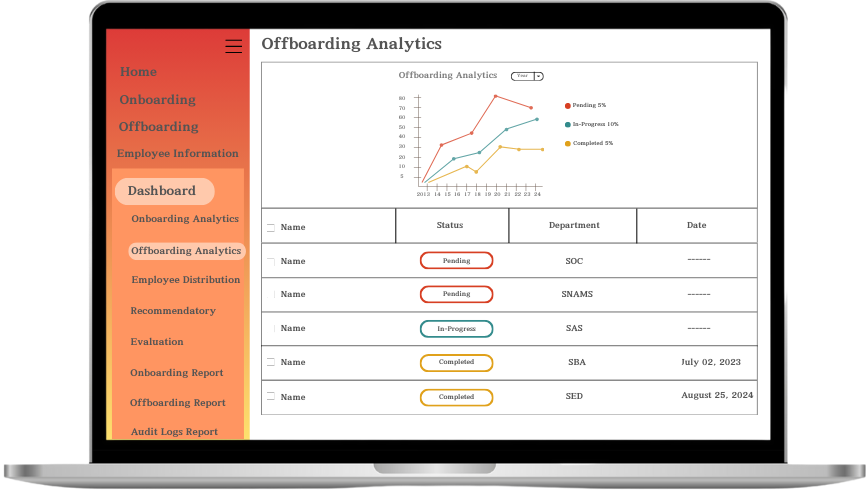 Offboarding Analytics
Home
Onboarding
Offboarding
Employee Information
Dashboard
Onboarding Analytics
Offboarding Analytics
Employee Distribution
Recommendatory
Evaluation
Onboarding Report
Offboarding Report
Audit Logs Report
Offboarding Analytics Year
80
70
60
50
40
30
20
10
5
2013 14 15 16 17 18 19 20 21 22 23 24
Pending 5%
In-Progress 10%
Completed 5%
Name Status Department Date
Name Pending SOC ------
Name Pending SNAMS ------
Name In-Progress SAS ------
Name Completed SBA July 02, 2023
Name Completed SED August 25, 2024